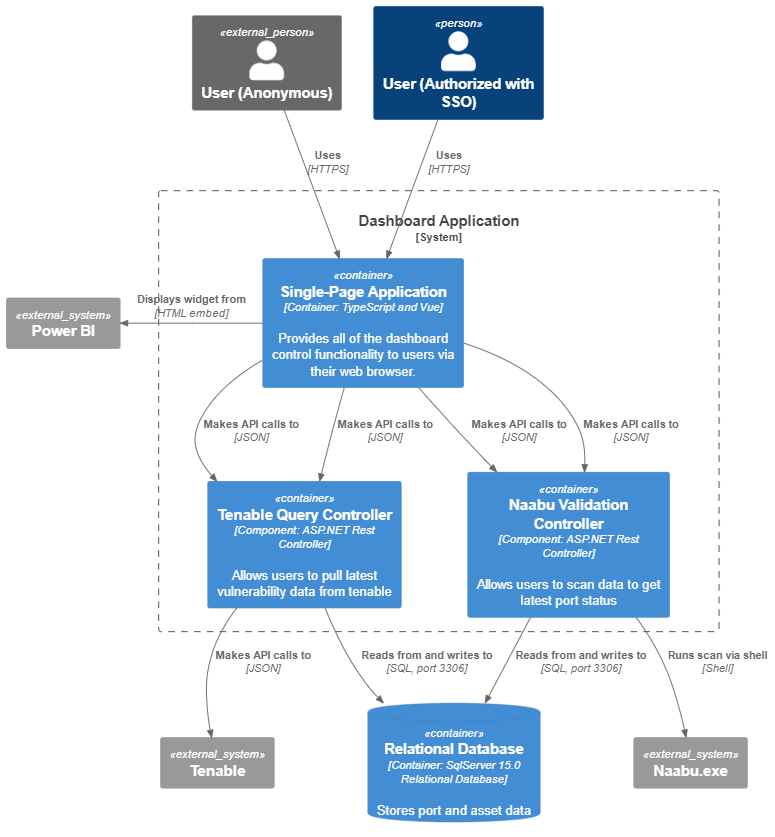 «external_person»
User (Anonymous)
«person»
User (Authorized with
SSO)
Uses
[HTTPS]
Uses
[HTTPS]
Dashboard Application
[System]
«container»
Single-Page Application
[Container: TypeScript and Vue]
Provides all of the dashboard
control functionality to users via
their web browser.
Displays widget from
[HTML embed]
«external_system»
Power BI
Makes API calls to
[JSON]
Makes API calls to
[JSON]
Makes API calls to
[JSON]
Makes API calls to
[JSON]
«container»
Tenable Query Controller
[Component: ASP.NET Rest
Controller]
Allows users to pull latest
vulnerability data from tenable
«container»
Naabu Validation
Controller
[Component: ASP.NET Rest
Controller]
Allows users to scan data to get
latest port status
Makes API calls to
[JSON]
Reads from and writes to
[SQL, port 3306]
Reads from and writes to
[SQL, port 3306]
Runs scan via shell
[Shell]
«external_system»
Tenable
«container»
Relational Database
[Container: SqlServer 15.0
Relational Database]
Stores port and asset data
«external_system»
Naabu.exe